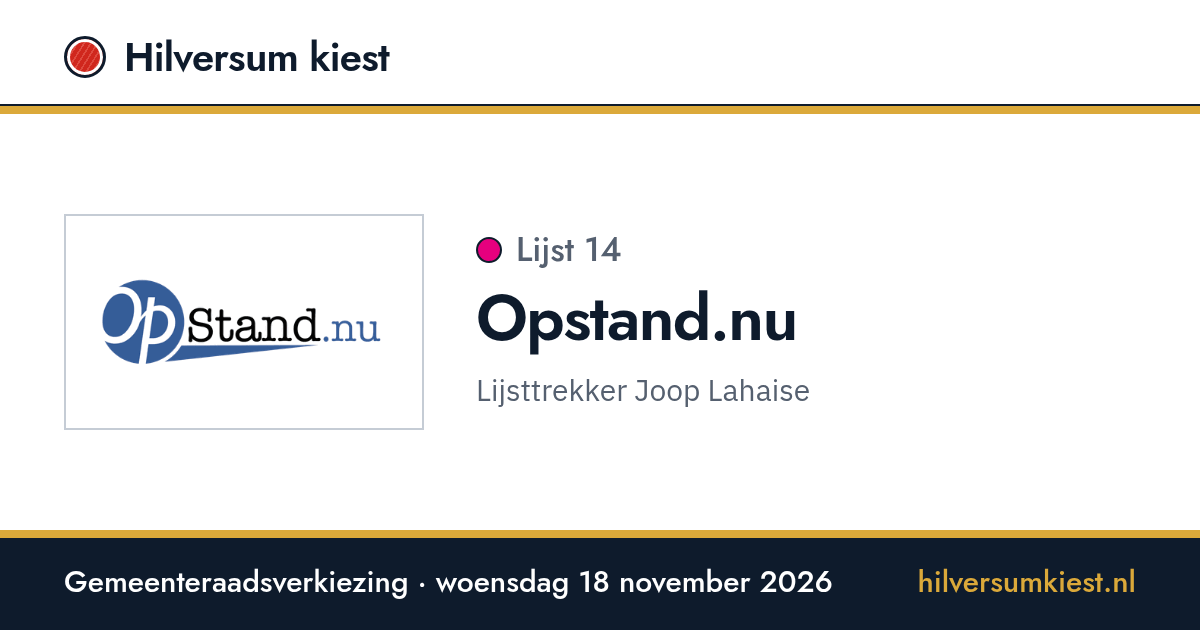 Hilversum kiest
OpStand.nu
Lijst 14
Opstand.nu
Lijsttrekker Joop Lahaise
Gemeenteraadsverkiezing · woensdag 18 november 2026
hilversumkiest.nl